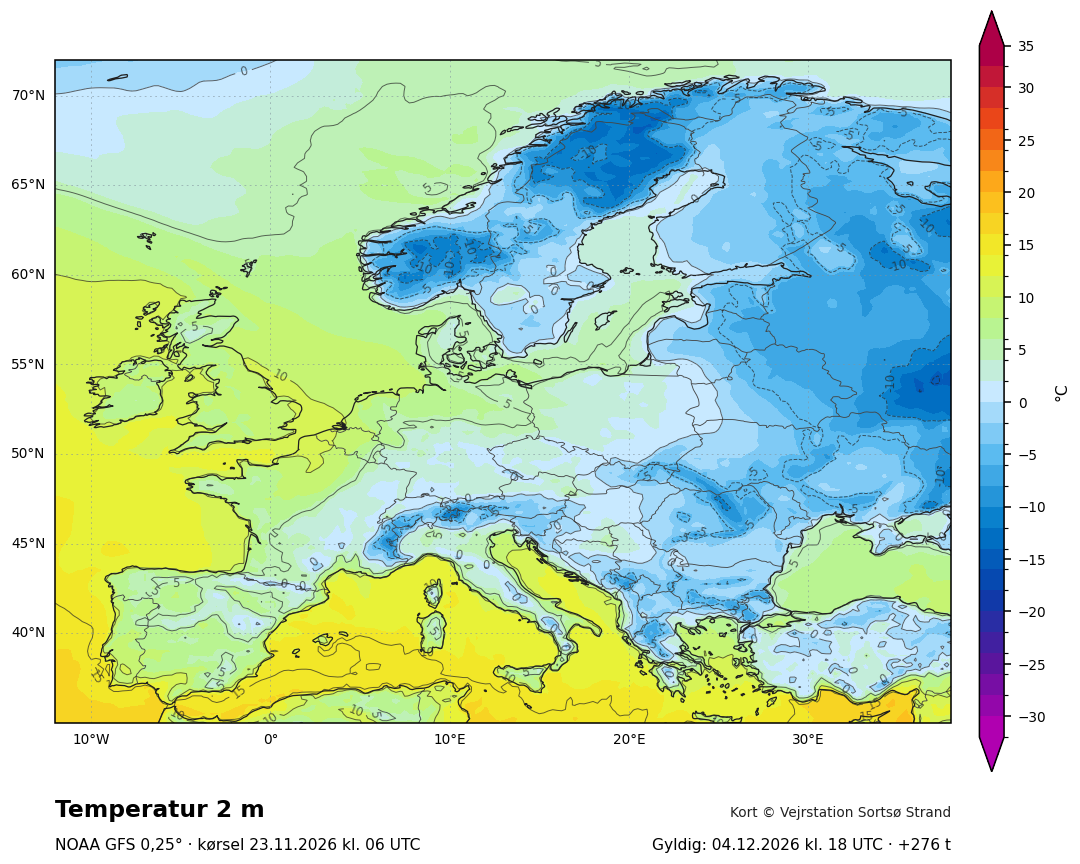 35
30
25
20
15
10
5
0
−5
−10
−15
−20
−25
−30
°C
70°N
65°N
60°N
55°N
50°N
45°N
40°N
10°W 0° 10°E 20°E 30°E
Temperatur 2 m
Kort © Vejrstation Sortsø Strand
NOAA GFS 0,25° · kørsel 23.11.2026 kl. 06 UTC
Gyldig: 04.12.2026 kl. 18 UTC · +276 t